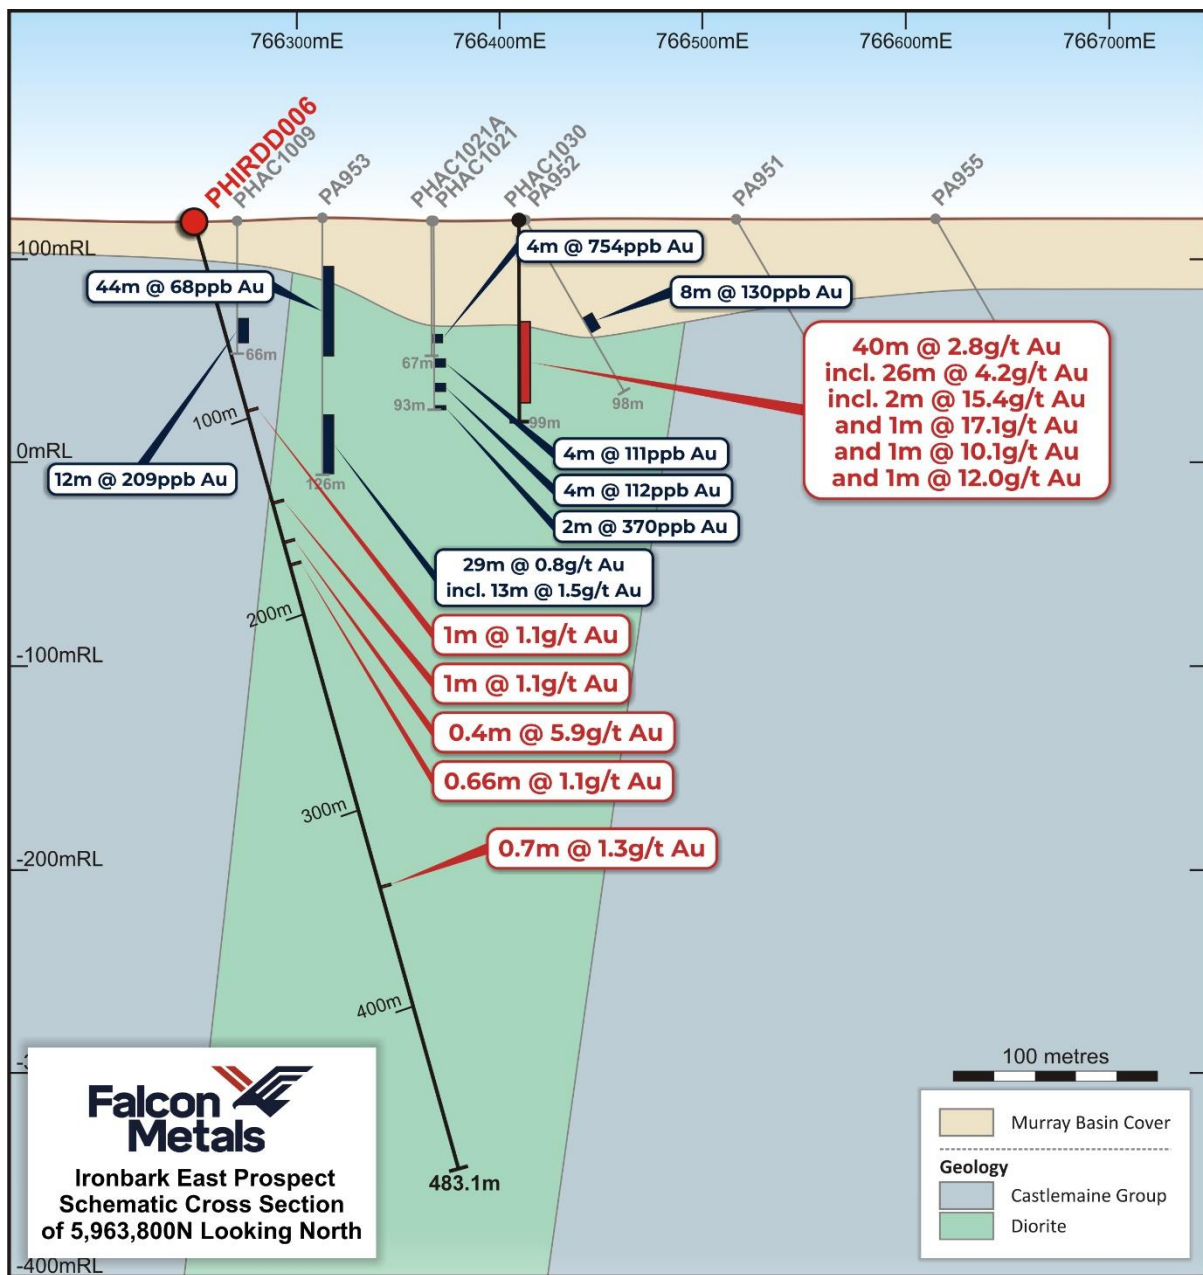 766300mE
766400mE
766500mE
766600mE
766700mE
PHIRDD006
PHAC1009
PA953
PHAC1021A
PHAC1021
PHAC1030
PA952
PA951
PA955
100mRL
0mRL
-100mRL
-200mRL
-400mRL
4m @ 754ppb Au
44m @ 68ppb Au
8m @ 130ppb Au
66m
67m
93m
98m
99m
126m
100m
40m @ 2.8g/t Au
incl. 26m @ 4.2g/t Au
incl. 2m @ 15.4g/t Au
and 1m @ 17.1g/t Au
and 1m @ 10.1g/t Au
and 1m @ 12.0g/t Au
12m @ 209ppb Au
4m @ 111ppb Au
4m @ 112ppb Au
2m @ 370ppb Au
29m @ 0.8g/t Au
incl. 13m @ 1.5g/t Au
200m
1m @ 1.1g/t Au
1m @ 1.1g/t Au
0.4m @ 5.9g/t Au
0.66m @ 1.1g/t Au
300m
0.7m @ 1.3g/t Au
400m
483.1m
Falcon
Metals
Ironbark East Prospect
Schematic Cross Section
of 5,963,800N Looking North
100 metres
Murray Basin Cover
Geology
Castlemaine Group
Diorite